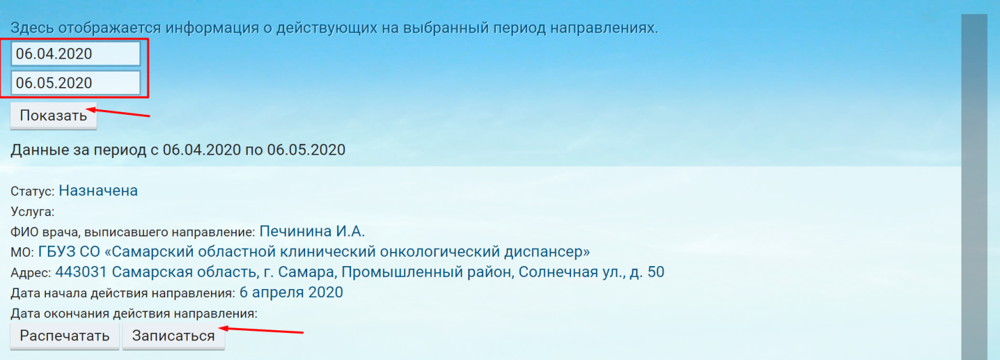 Здесь отображается информация о действующих на выбранный период направлениях.
06.04.2020
06.05.2020
Показать
Данные за период с 06.04.2020 по 06.05.2020
Статус: Назначена
Услуга:
ФИО врача, выписавшего направление: Печинина И.А.
МО: ГБУЗ СО «Самарский областной клинический онкологический диспансер»
Адрес: 443031 Самарская область, г. Самара, Промышленный район, Солнечная ул., д. 50
Дата начала действия направления: 6 апреля 2020
Дата окончания действия направления:
Распечатать Записаться